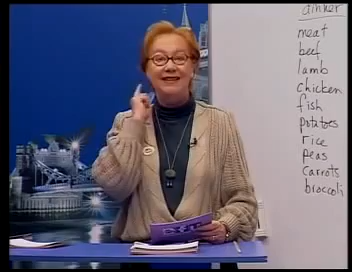 dinner
meat
beef
lamb
chicken
fish
potatoes
rice
peas
carrots
broccoli